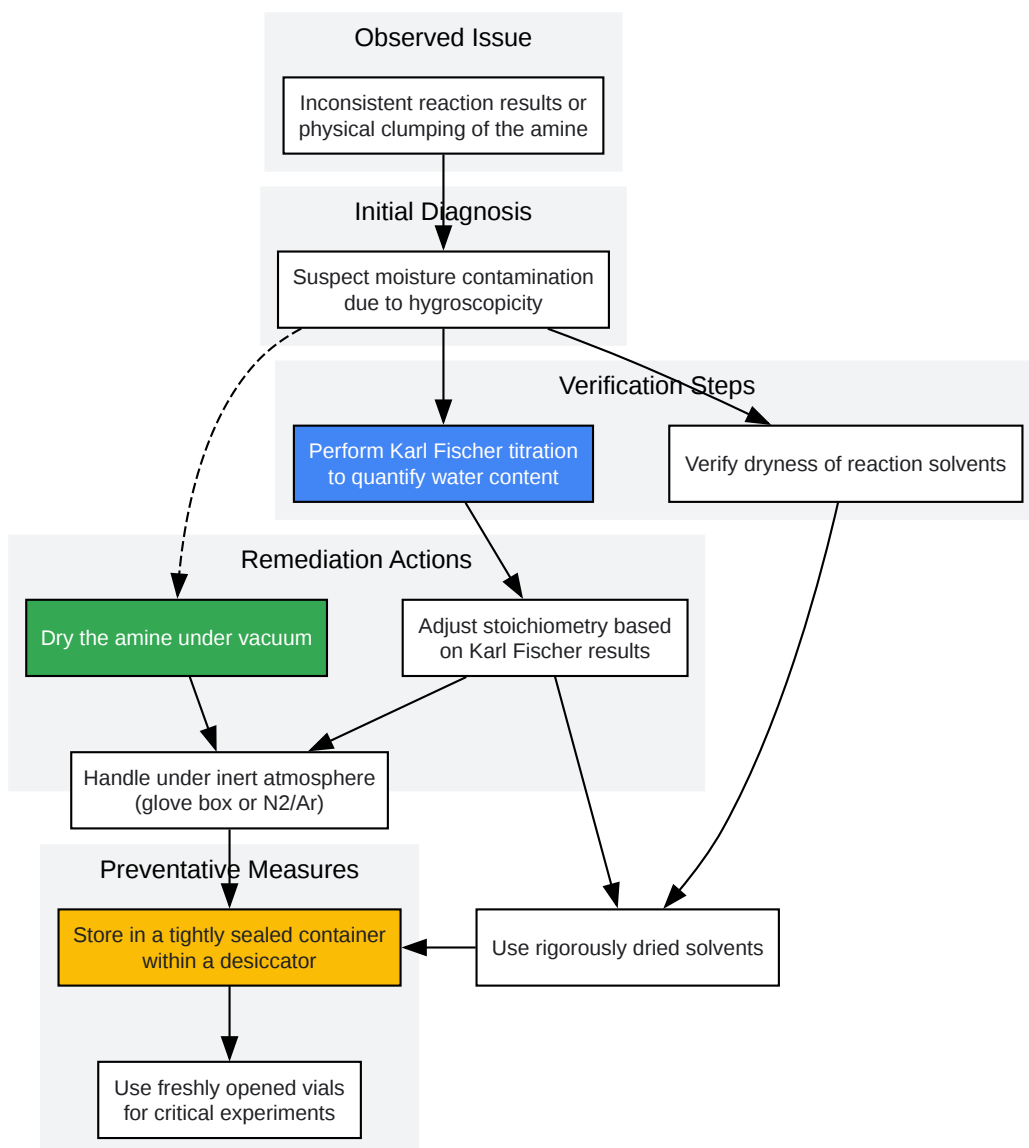 Observed Issue
Inconsistent reaction results or
physical clumping of the amine
Initial Diagnosis
Suspect moisture contamination
due to hygroscopicity
Verification Steps
Perform Karl Fischer titration
to quantify water content
Verify dryness of reaction solvents
Remediation Actions
Dry the amine under vacuum
Adjust stoichiometry based
on Karl Fischer results
Handle under inert atmosphere
(glove box or N2/Ar)
Preventative Measures
Store in a tightly sealed container
within a desiccator
Use rigorously dried solvents
Use freshly opened vials
for critical experiments